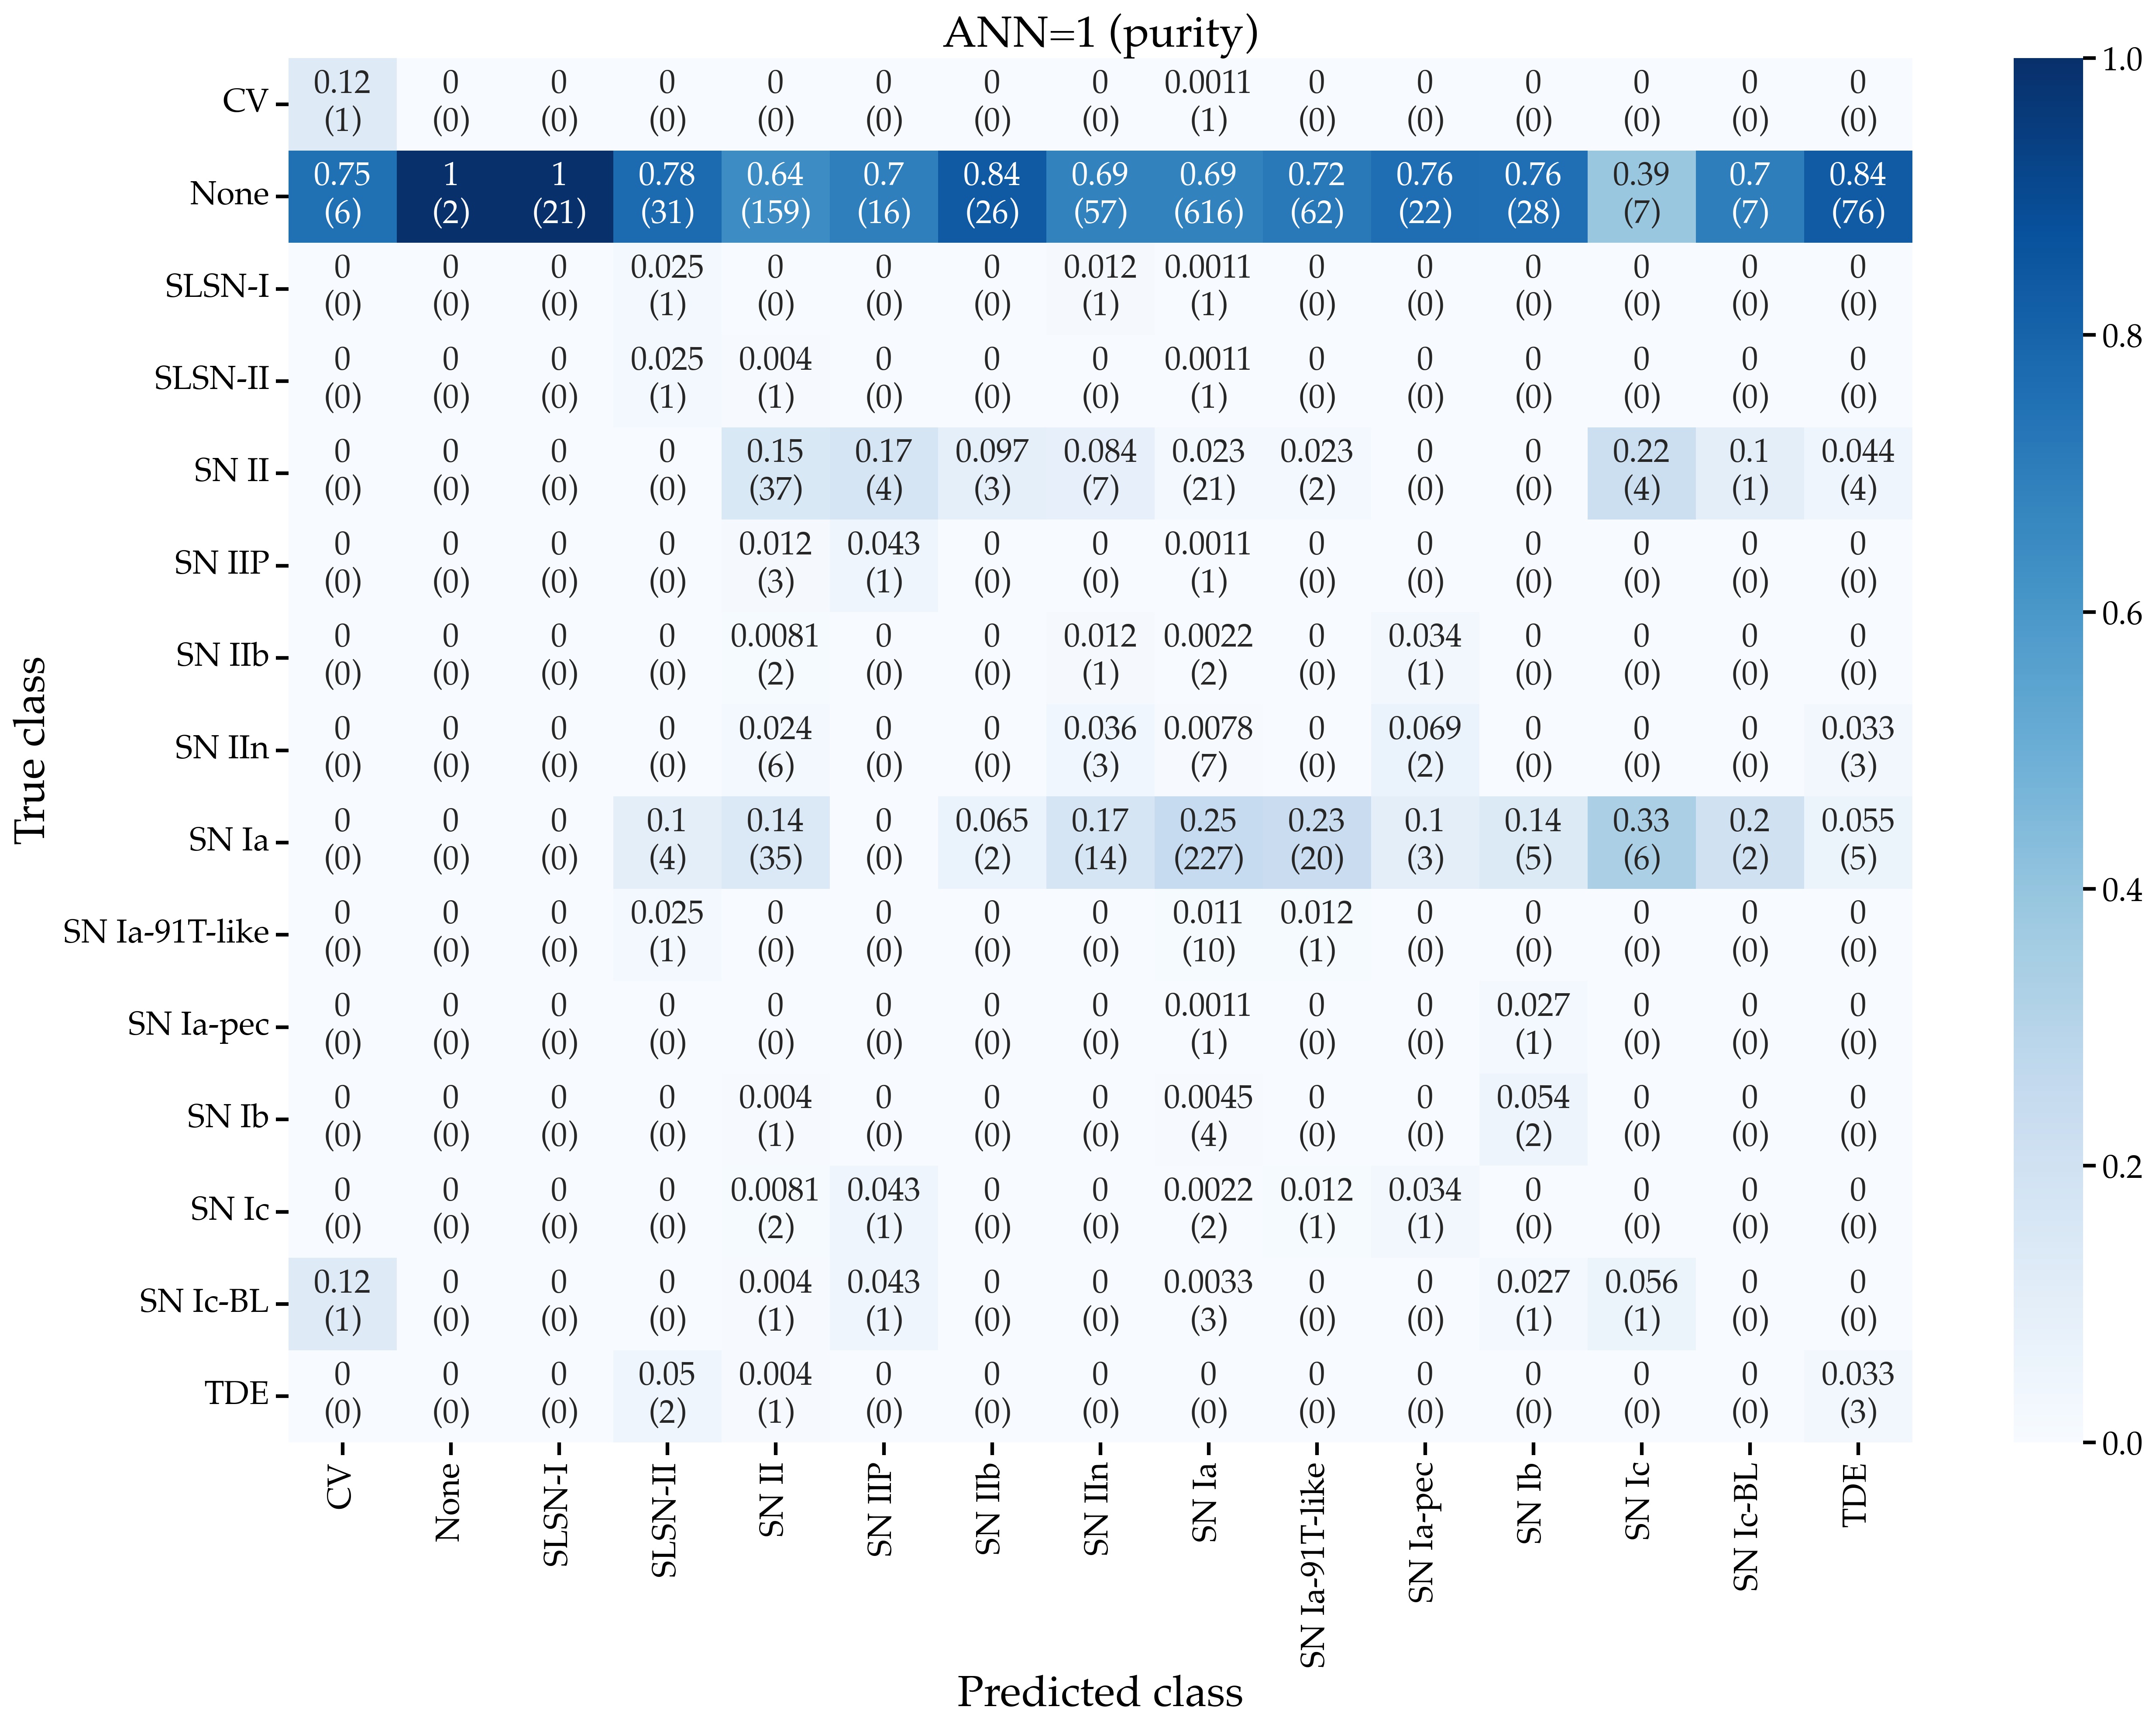 ANN=1 (purity)
CV 0.12 0 0 0 0 0 0 0 0.0011 0 0 0 0 0 0
(1) (0) (0) (0) (0) (0) (0) (0) (1) (0) (0) (0) (0) (0) (0)
None 0.75 1 1 0.78 0.64 0.7 0.84 0.69 0.69 0.72 0.76 0.76 0.39 0.7 0.84
(6) (2) (21) (31) (159) (16) (26) (57) (616) (62) (22) (28) (7) (7) (76)
SLSN-I 0 0 0 0.025 0 0 0 0.012 0.0011 0 0 0 0 0 0
(0) (0) (0) (1) (0) (0) (0) (1) (1) (0) (0) (0) (0) (0) (0)
SLSN-II 0 0 0 0.025 0.004 0 0 0 0.0011 0 0 0 0 0 0
(0) (0) (0) (1) (1) (0) (0) (0) (1) (0) (0) (0) (0) (0) (0)
SN II 0 0 0 0 0.15 0.17 0.097 0.084 0.023 0.023 0 0 0.22 0.1 0.044
(0) (0) (0) (0) (37) (4) (3) (7) (21) (2) (0) (0) (4) (1) (4)
SN IIP 0 0 0 0 0.012 0.043 0 0 0.0011 0 0 0 0 0 0
(0) (0) (0) (0) (3) (1) (0) (0) (1) (0) (0) (0) (0) (0) (0)
SN IIb 0 0 0 0 0.0081 0 0 0.012 0.0022 0 0.034 0 0 0 0
(0) (0) (0) (0) (2) (0) (0) (1) (2) (0) (1) (0) (0) (0) (0)
SN IIn 0 0 0 0 0.024 0 0 0.036 0.0078 0 0.069 0 0 0 0.033
(0) (0) (0) (0) (6) (0) (0) (3) (7) (0) (2) (0) (0) (0) (3)
SN Ia 0 0 0 0.1 0.14 0 0.065 0.17 0.25 0.23 0.1 0.14 0.33 0.2 0.055
(0) (0) (0) (4) (35) (0) (2) (14) (227) (20) (3) (5) (6) (2) (5)
SN Ia-91T-like 0 0 0 0.025 0 0 0 0 0.011 0.012 0 0 0 0 0
(0) (0) (0) (1) (0) (0) (0) (0) (10) (1) (0) (0) (0) (0) (0)
SN Ia-pec 0 0 0 0 0 0 0 0 0.0011 0 0 0.027 0 0 0
(0) (0) (0) (0) (0) (0) (0) (0) (1) (0) (0) (1) (0) (0) (0)
SN Ib 0 0 0 0 0.004 0 0 0 0.0045 0 0 0.054 0 0 0
(0) (0) (0) (0) (1) (0) (0) (0) (4) (0) (0) (2) (0) (0) (0)
SN Ic 0 0 0 0 0.0081 0.043 0 0 0.0022 0.012 0.034 0 0 0 0
(0) (0) (0) (0) (2) (1) (0) (0) (2) (1) (1) (0) (0) (0) (0)
SN Ic-BL 0.12 0 0 0 0.004 0.043 0 0 0.0033 0 0 0.027 0.056 0 0
(1) (0) (0) (0) (1) (1) (0) (0) (3) (0) (0) (1) (1) (0) (0)
TDE 0 0 0 0.05 0.004 0 0 0 0 0 0 0 0 0 0.033
(0) (0) (0) (2) (1) (0) (0) (0) (0) (0) (0) (0) (0) (0) (3)
CV None SLSN-I SLSN-II SN II SN IIP SN IIb SN IIn SN Ia SN Ia-91T-like SN Ia-pec SN Ib SN Ic SN Ic-BL TDE
Predicted class
True class
1.0
0.8
0.6
0.4
0.2
0.0